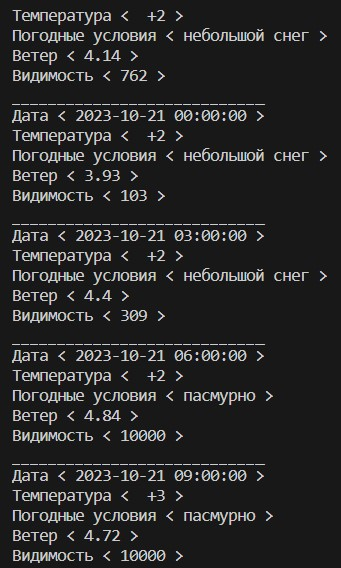 Температура <  +2 >
Погодные условия < небольшой снег >
Ветер < 4.14 >
Видимость < 762 >
____________________________
Дата < 2023-10-21 00:00:00 >
Температура <  +2 >
Погодные условия < небольшой снег >
Ветер < 3.93 >
Видимость < 103 >
____________________________
Дата < 2023-10-21 03:00:00 >
Температура <  +2 >
Погодные условия < небольшой снег >
Ветер < 4.4 >
Видимость < 309 >
____________________________
Дата < 2023-10-21 06:00:00 >
Температура <  +2 >
Погодные условия < пасмурно >
Ветер < 4.84 >
Видимость < 10000 >
____________________________
Дата < 2023-10-21 09:00:00 >
Температура <  +3 >
Погодные условия < пасмурно >
Ветер < 4.72 >
Видимость < 10000 >